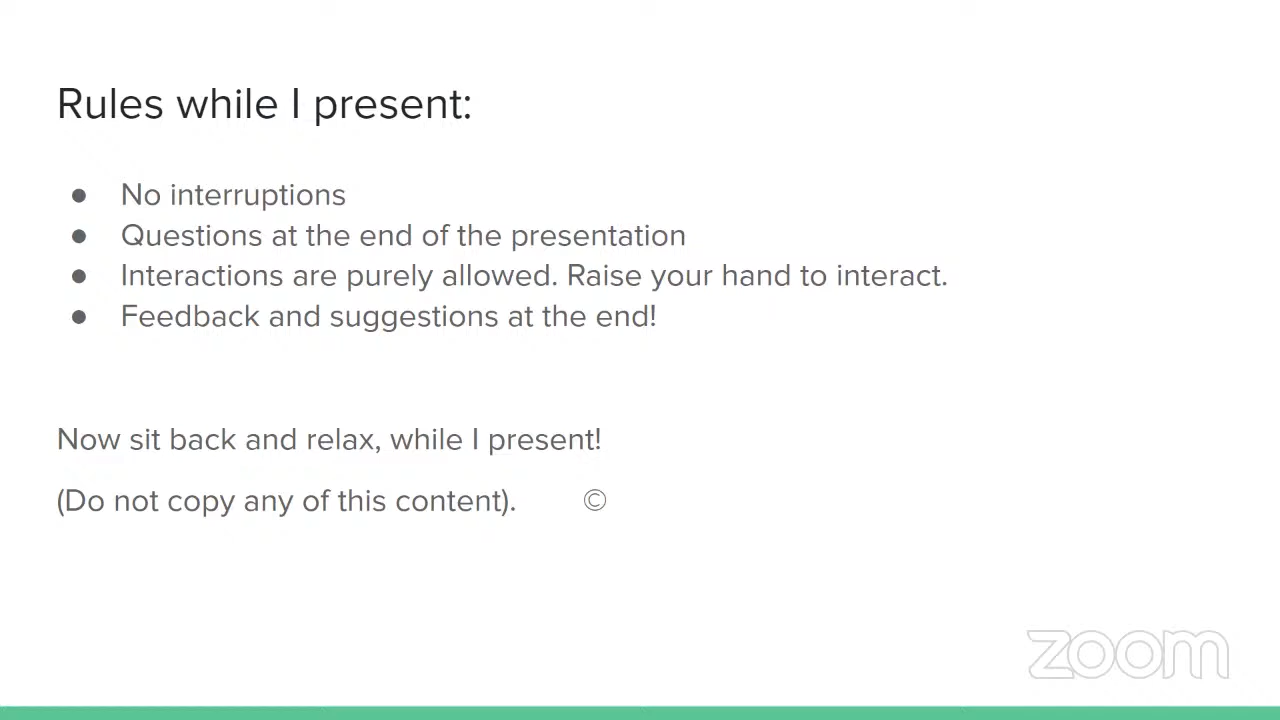 Rules while I present:
● No interruptions
● Questions at the end of the presentation
● Interactions are purely allowed. Raise your hand to interact.
● Feedback and suggestions at the end!
Now sit back and relax, while I present!
(Do not copy any of this content). ©
zoom